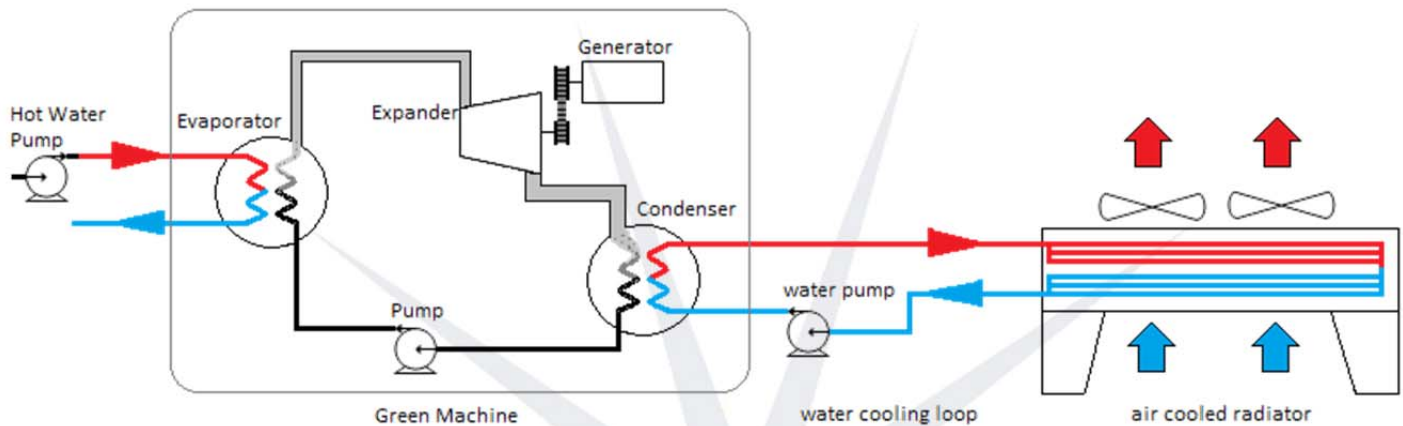 Generator
Hot Water
Pump
Evaporator
Expander
Condenser
Pump
water pump
Green Machine
water cooling loop
air cooled radiator